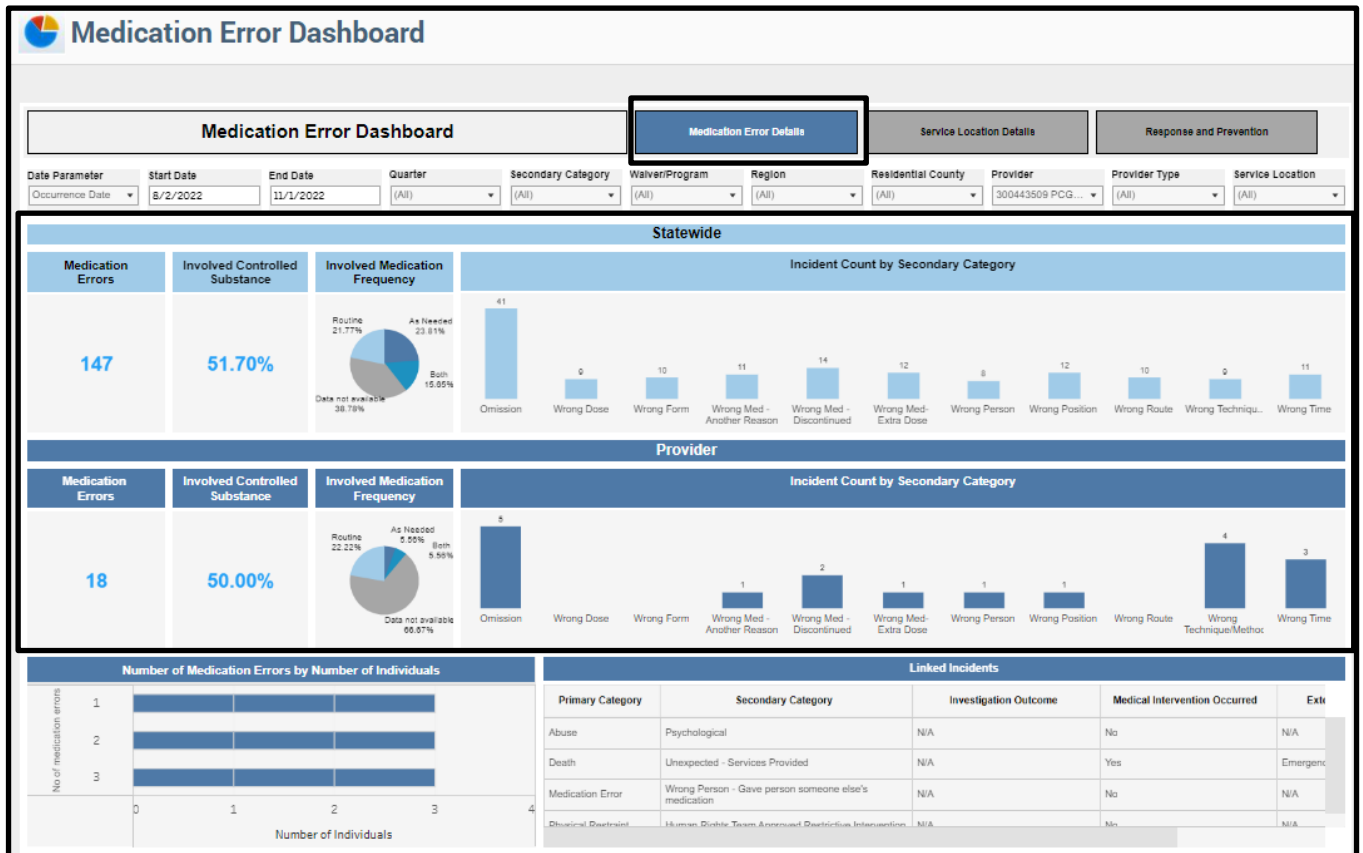 Medication Error Dashboard
Medication Error Dashboard
Medication Error Details
Service Location Details
Response and Prevention
Date Parameter
Start Date
End Date
Quarter
Secondary Category
Waiver/Program
Region
Residential County
Provider
Provider Type
Service Location
Occurrence Date
8/2/2022
11/1/2022
(All)
(All)
(All)
(All)
(All)
300443509 PCG...
(All)
(All)
Statewide
Medication
Errors
Involved Controlled
Substance
Involved Medication
Frequency
Incident Count by Secondary Category
147
51.70%
Routine
21.77%
As Needed
23.81%
Both
15.65%
Data not available
38.78%
41
9
10
11
14
12
8
12
10
9
11
Omission
Wrong Dose
Wrong Form
Wrong Med -
Another Reason
Wrong Med -
Discontinued
Wrong Med-
Extra Dose
Wrong Person
Wrong Position
Wrong Route
Wrong Techniqu..
Wrong Time
Provider
Medication
Errors
Involved Controlled
Substance
Involved Medication
Frequency
Incident Count by Secondary Category
18
50.00%
Routine
22.22%
As Needed
5.56%
Both
5.56%
Data not available
66.67%
5
1
2
1
1
1
4
3
Omission
Wrong Dose
Wrong Form
Wrong Med -
Another Reason
Wrong Med -
Discontinued
Wrong Med-
Extra Dose
Wrong Person
Wrong Position
Wrong Route
Wrong
Technique/Method
Wrong Time
Number of Medication Errors by Number of Individuals
No of medication errors
1
2
3
0
1
2
3
4
Number of Individuals
Linked Incidents
Primary Category
Secondary Category
Investigation Outcome
Medical Intervention Occurred
Exte
Abuse
Psychological
N/A
No
N/A
Death
Unexpected - Services Provided
N/A
Yes
Emergenc
Medication Error
Wrong Person - Gave person someone else's
medication
N/A
No
N/A
Physical Restraint
Human Rights Team Approved Restrictive Intervention
N/A
No
N/A